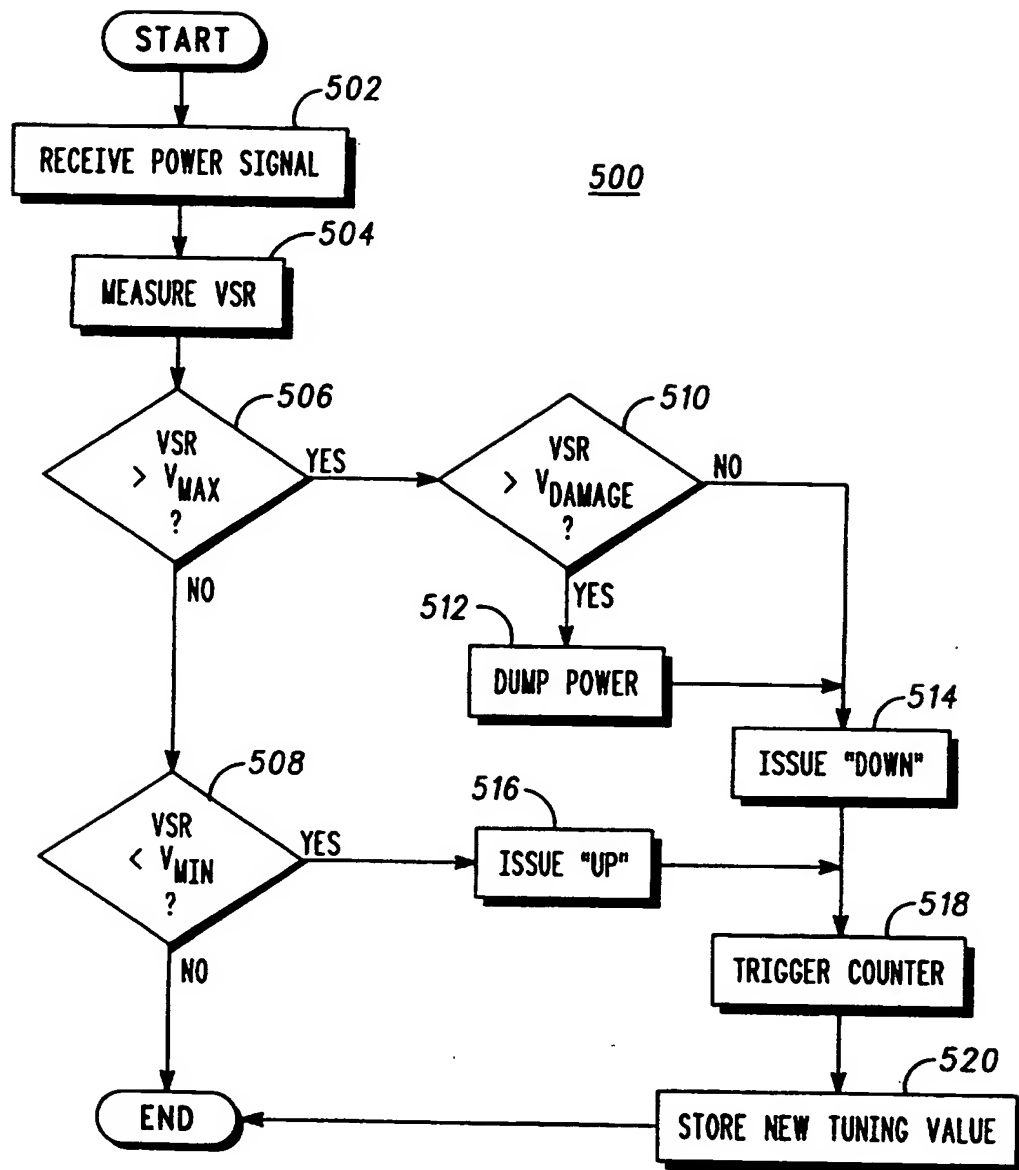 START
502
RECEIVE POWER SIGNAL
500
504
MEASURE VSR
506
VSR
> VMAX
?
YES
NO
510
VSR
> VDAMAGE
?
NO
YES
512
DUMP POWER
514
ISSUE "DOWN"
508
VSR
< VMIN
?
YES
NO
516
ISSUE "UP"
518
TRIGGER COUNTER
520
STORE NEW TUNING VALUE
END